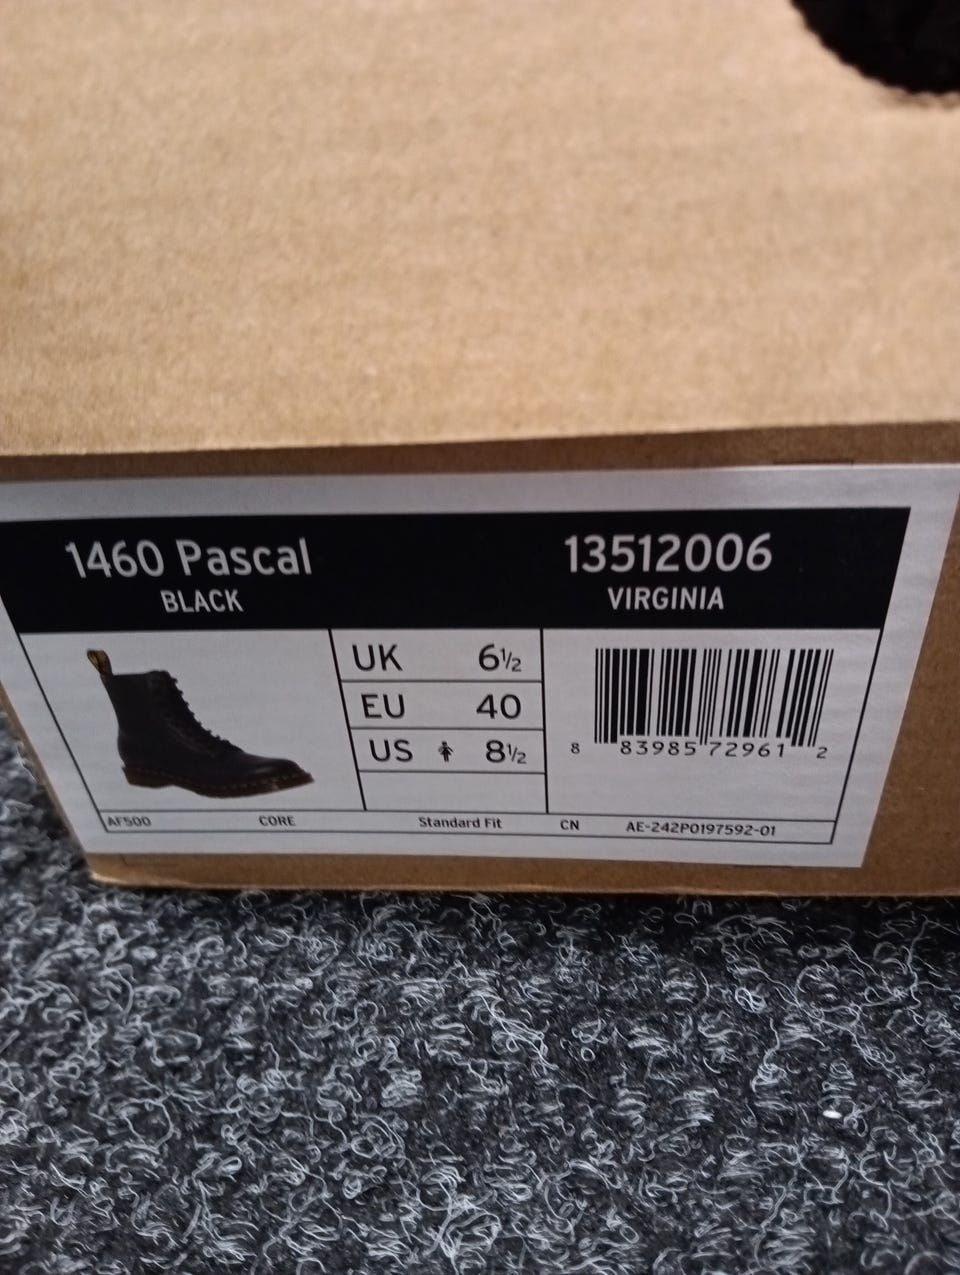 1460 Pascal
BLACK
13512006
VIRGINIA
UK 6½
EU 40
US 8½
8 83985 72961 2
AF500 CORE Standard Fit CN AE-242P0197592-01